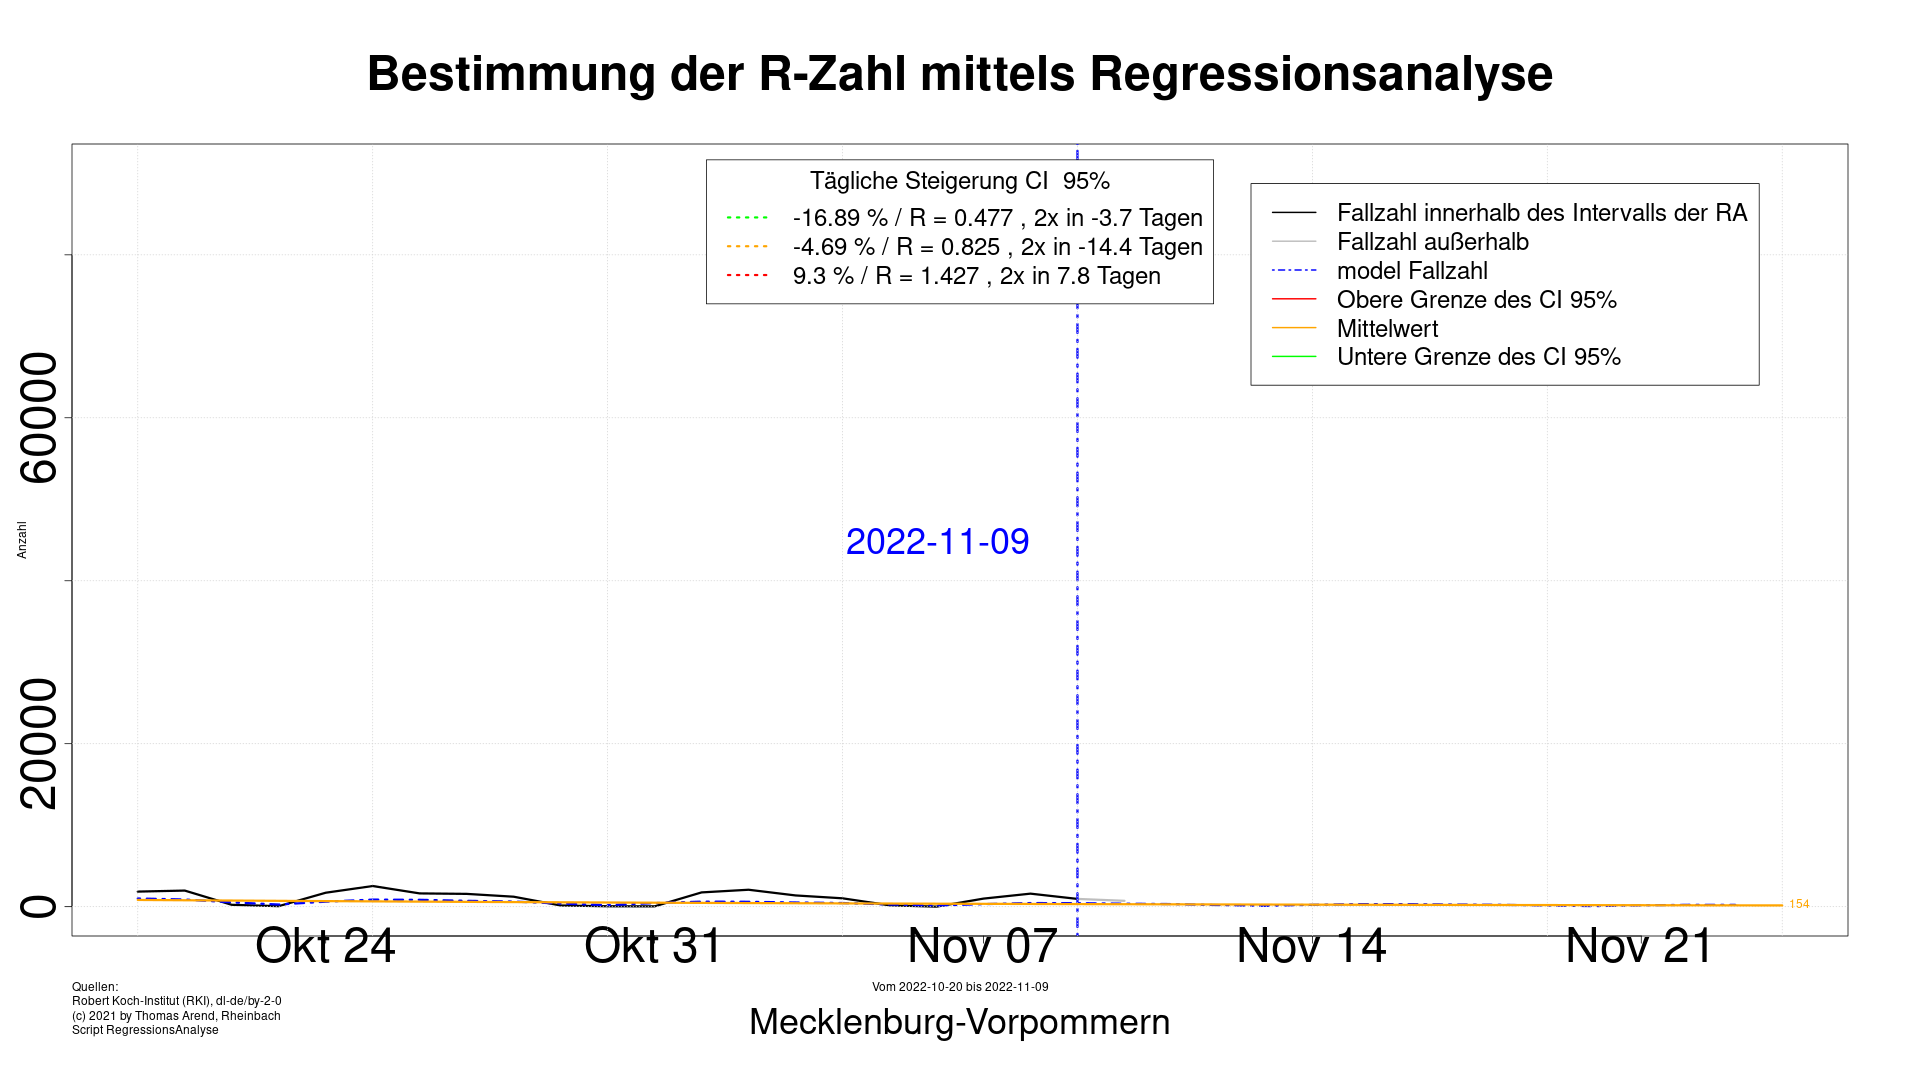 Bestimmung der R-Zahl mittels Regressionsanalyse
Tägliche Steigerung CI  95%
-16.89 % / R = 0.477 , 2x in -3.7 Tagen
-4.69 % / R = 0.825 , 2x in -14.4 Tagen
9.3 % / R = 1.427 , 2x in 7.8 Tagen
Fallzahl innerhalb des Intervalls der RA
Fallzahl außerhalb
model Fallzahl
Obere Grenze des CI 95%
Mittelwert
Untere Grenze des CI 95%
60000
20000
0
Anzahl
2022-11-09
154
Okt 24
Okt 31
Nov 07
Nov 14
Nov 21
Quellen:
Robert Koch-Institut (RKI), dl-de/by-2-0
(c) 2021 by Thomas Arend, Rheinbach
Script RegressionsAnalyse
Vom 2022-10-20 bis 2022-11-09
Mecklenburg-Vorpommern